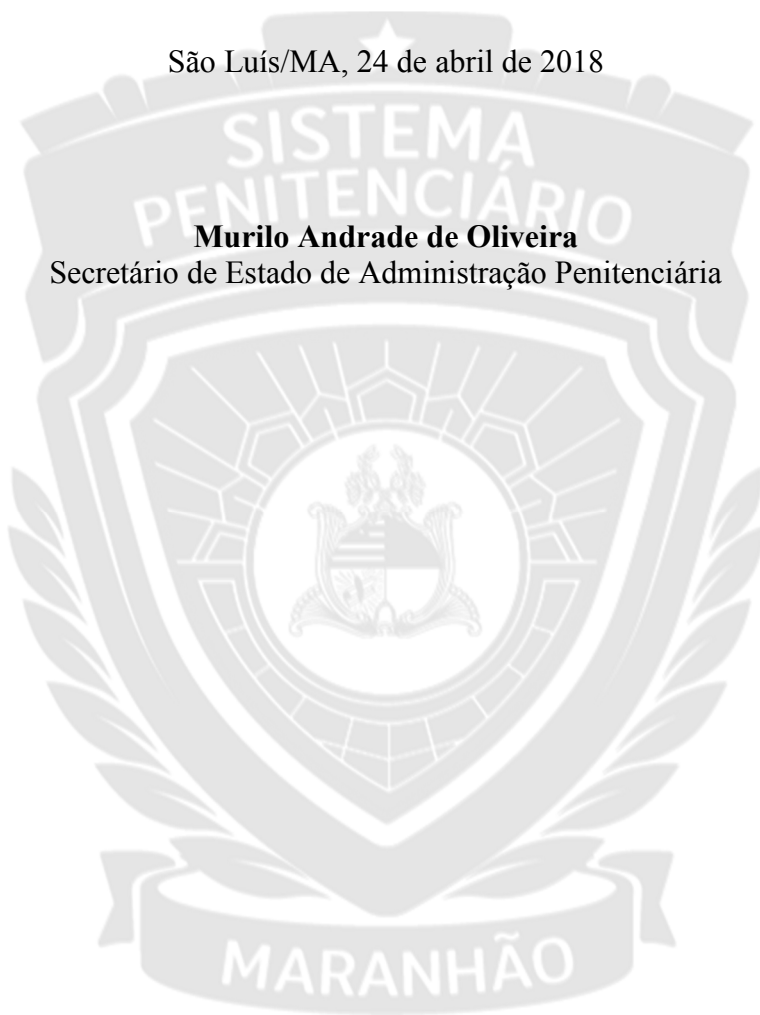 São Luís/MA, 24 de abril de 2018
SISTEMA
PENITENCIÁRIO
Murilo Andrade de Oliveira
Secretário de Estado de Administração Penitenciária
MARANHÃO